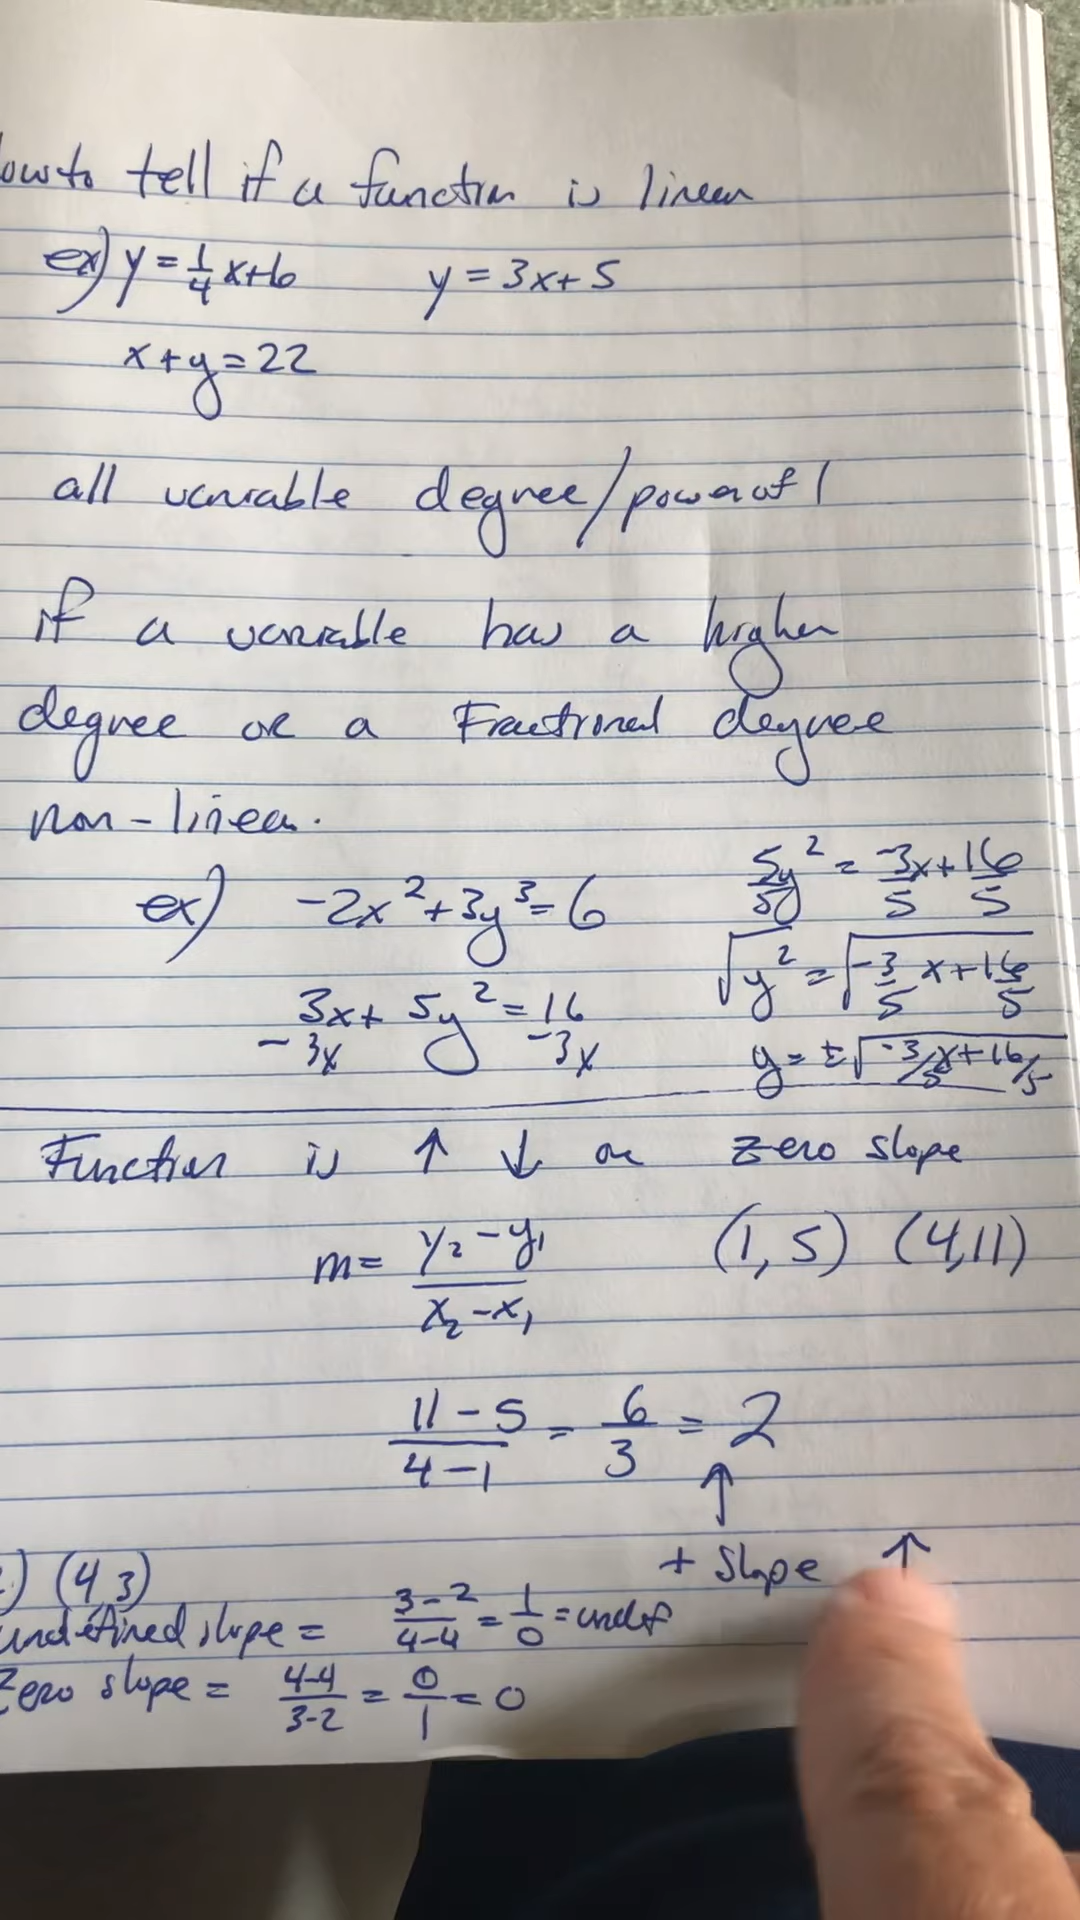 ow to tell if a function is linear
ex) y = 1/4 x + 6    y = 3x + 5
x + y = 22
all variable degree/power of 1
if a variable has a higher
degree or a Fractional degree
non-linear.
ex) -2x² + 3y³ = 6
3x + 5y² = 16
-3x    -3x
5y²/5 = -3x/5 + 16/5
√y² = √-3/5 x + 16/5
y = ±√-3/5 x + 16/5
Function is ↑ ↓ or zero slope
m = y₂ - y₁ / x₂ - x₁    (1, 5) (4, 11)
11 - 5 / 4 - 1 = 6/3 = 2
↑
+ slope ↑
) (4, 3)
undefined slope = 3-2 / 4-4 = 1/0 = undf
Zero slope = 4-4 / 3-2 = 0/1 = 0